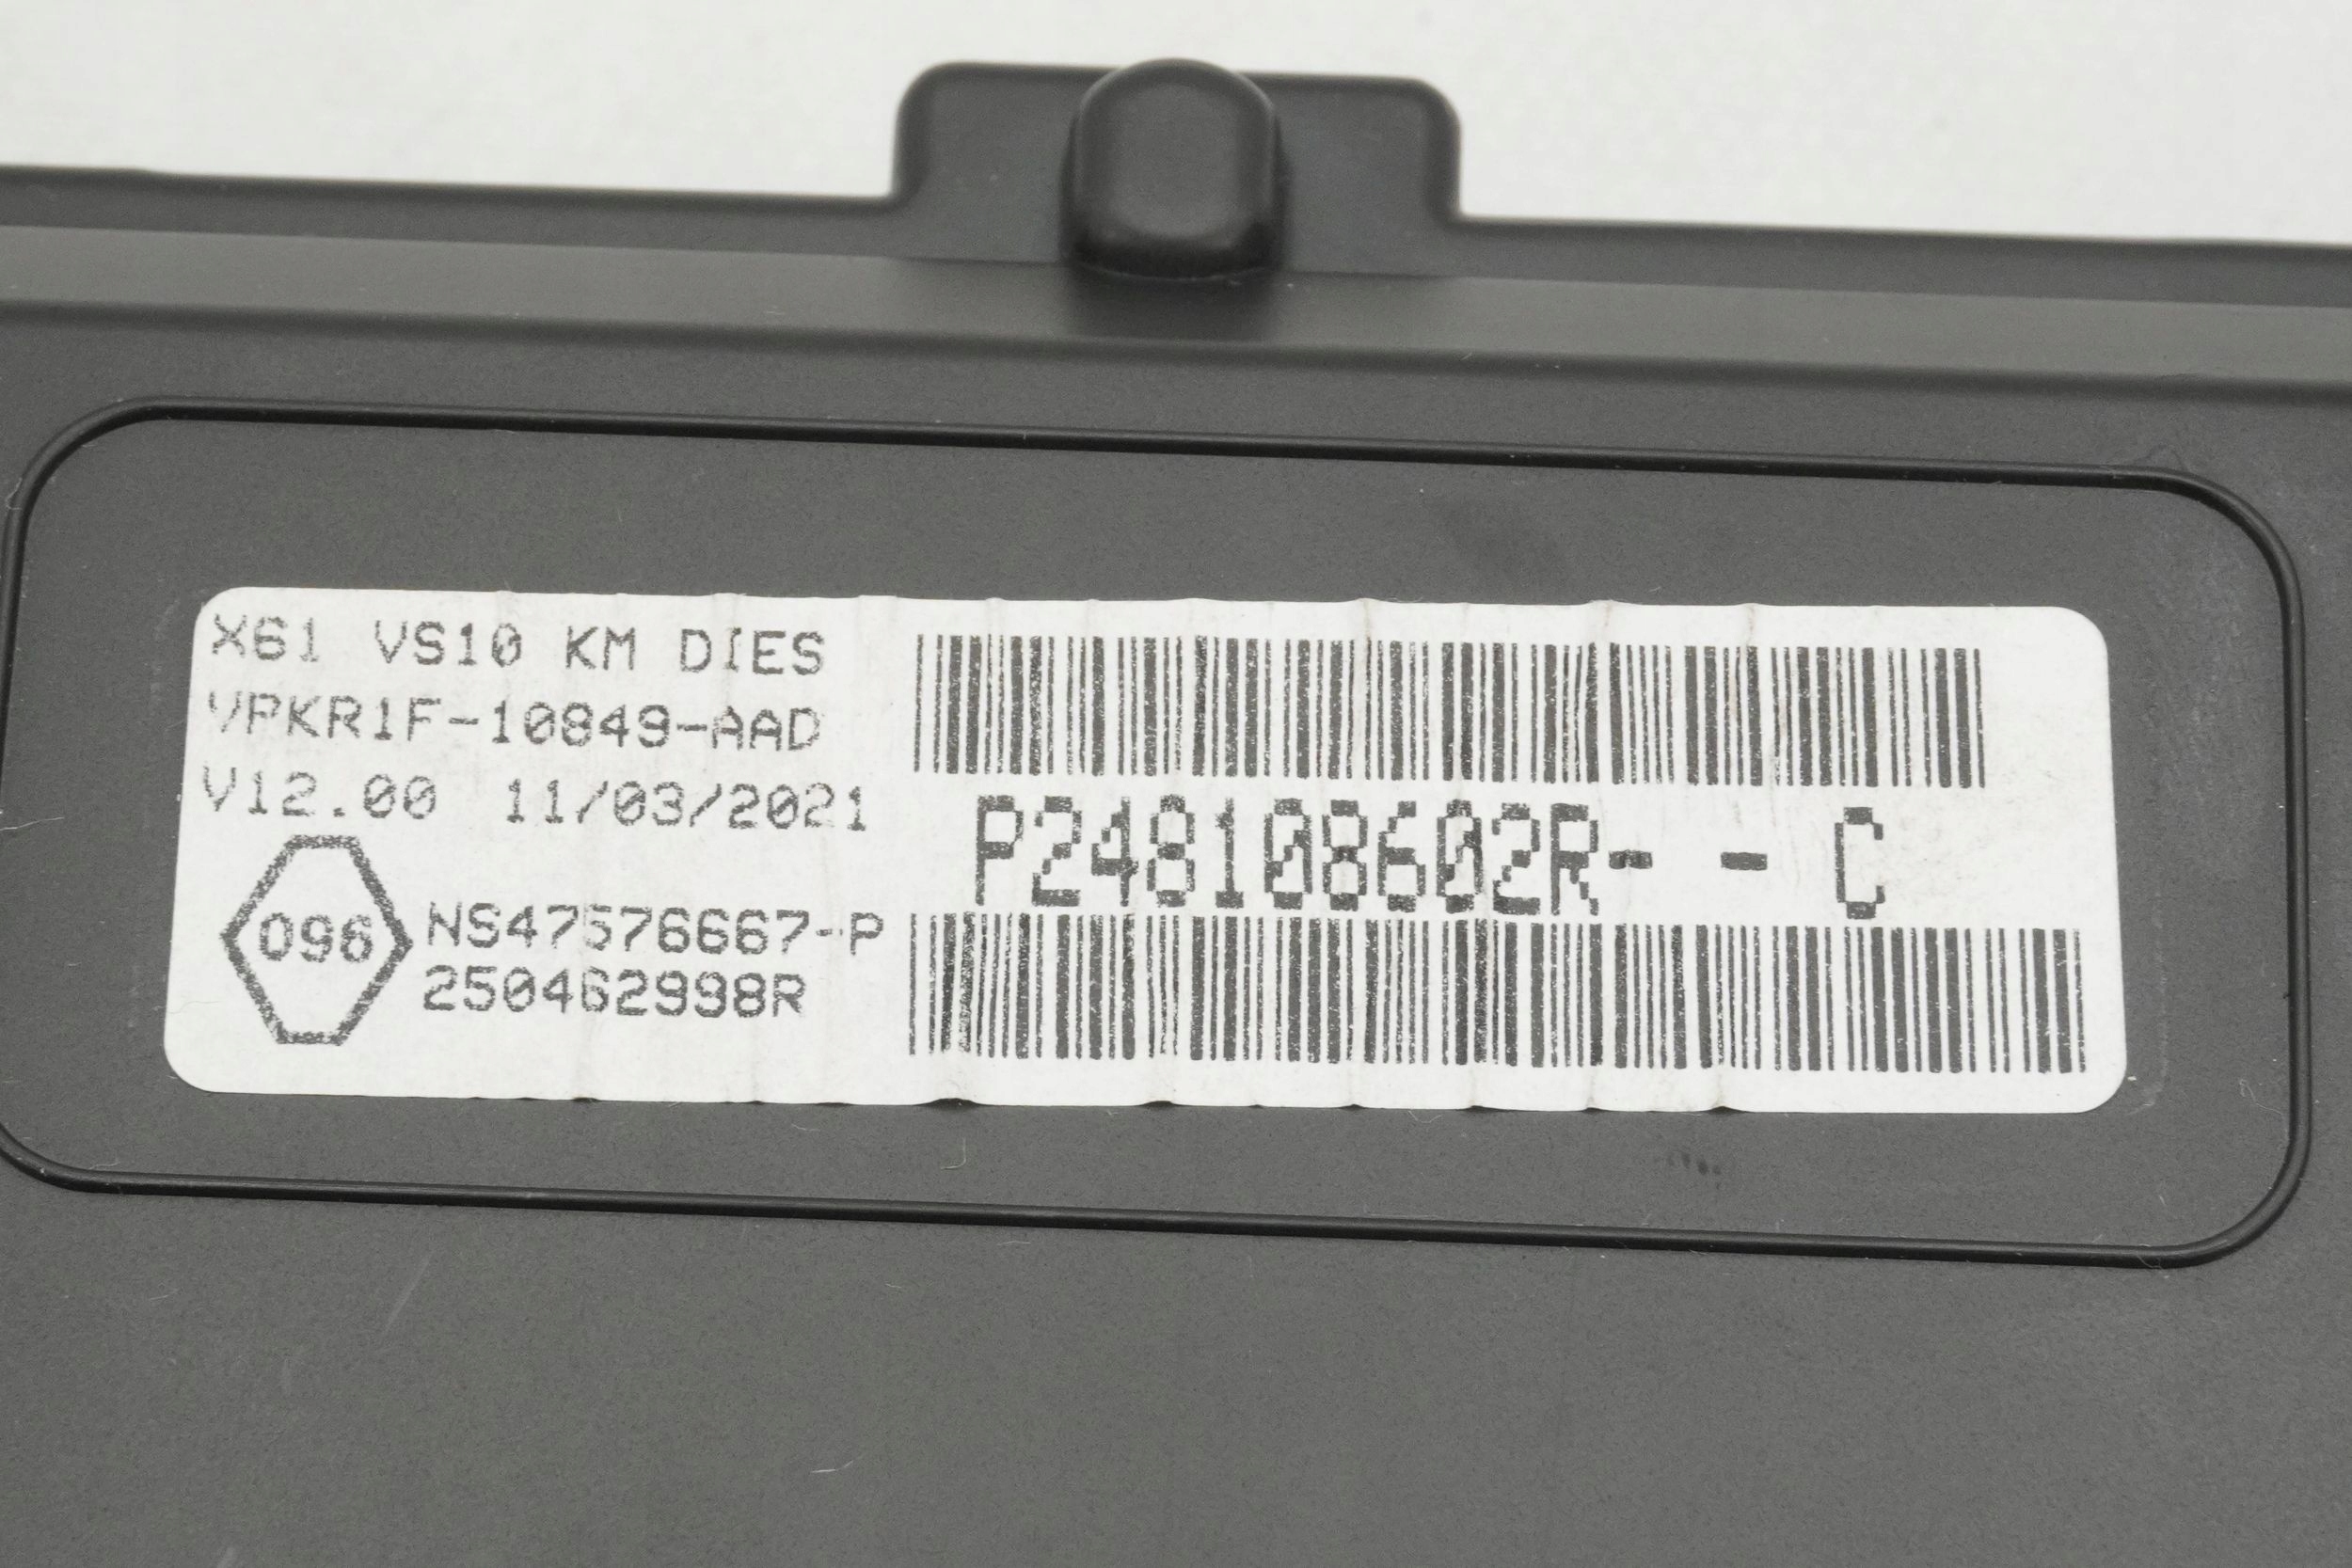 X61 VS10 KM DIES
VPKR1F-10849-AAD
V12.00 11/03/2021
P248108602R- - C
096
NS47576667-P
250462998R